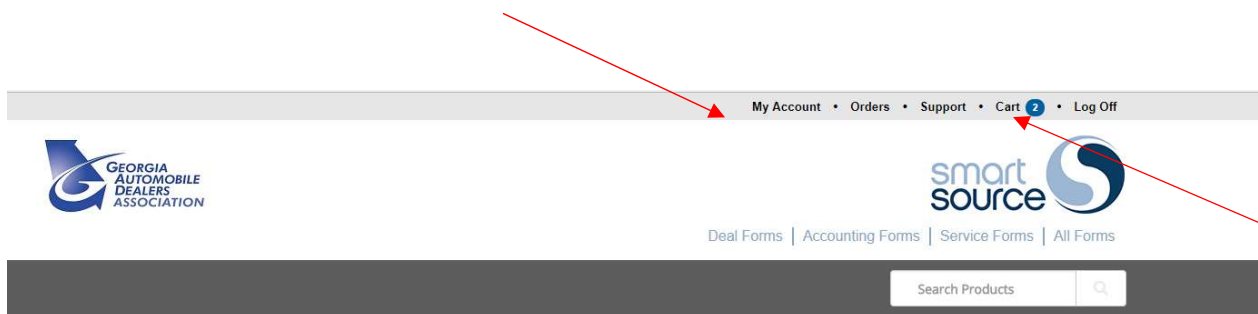 My Account • Orders • Support • Cart 2 • Log Off
GEORGIA
AUTOMOBILE
DEALERS
ASSOCIATION
smart
source
Deal Forms | Accounting Forms | Service Forms | All Forms
Search Products